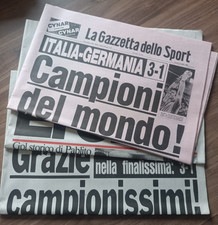 CYNAR
CYNAR
La Gazzetta dello Sport
ITALIA-GERMANIA 3-1
Campioni
del mondo!
Gol storico di Pablito
Grazie nella finalissima: 3-1
campionissimi!